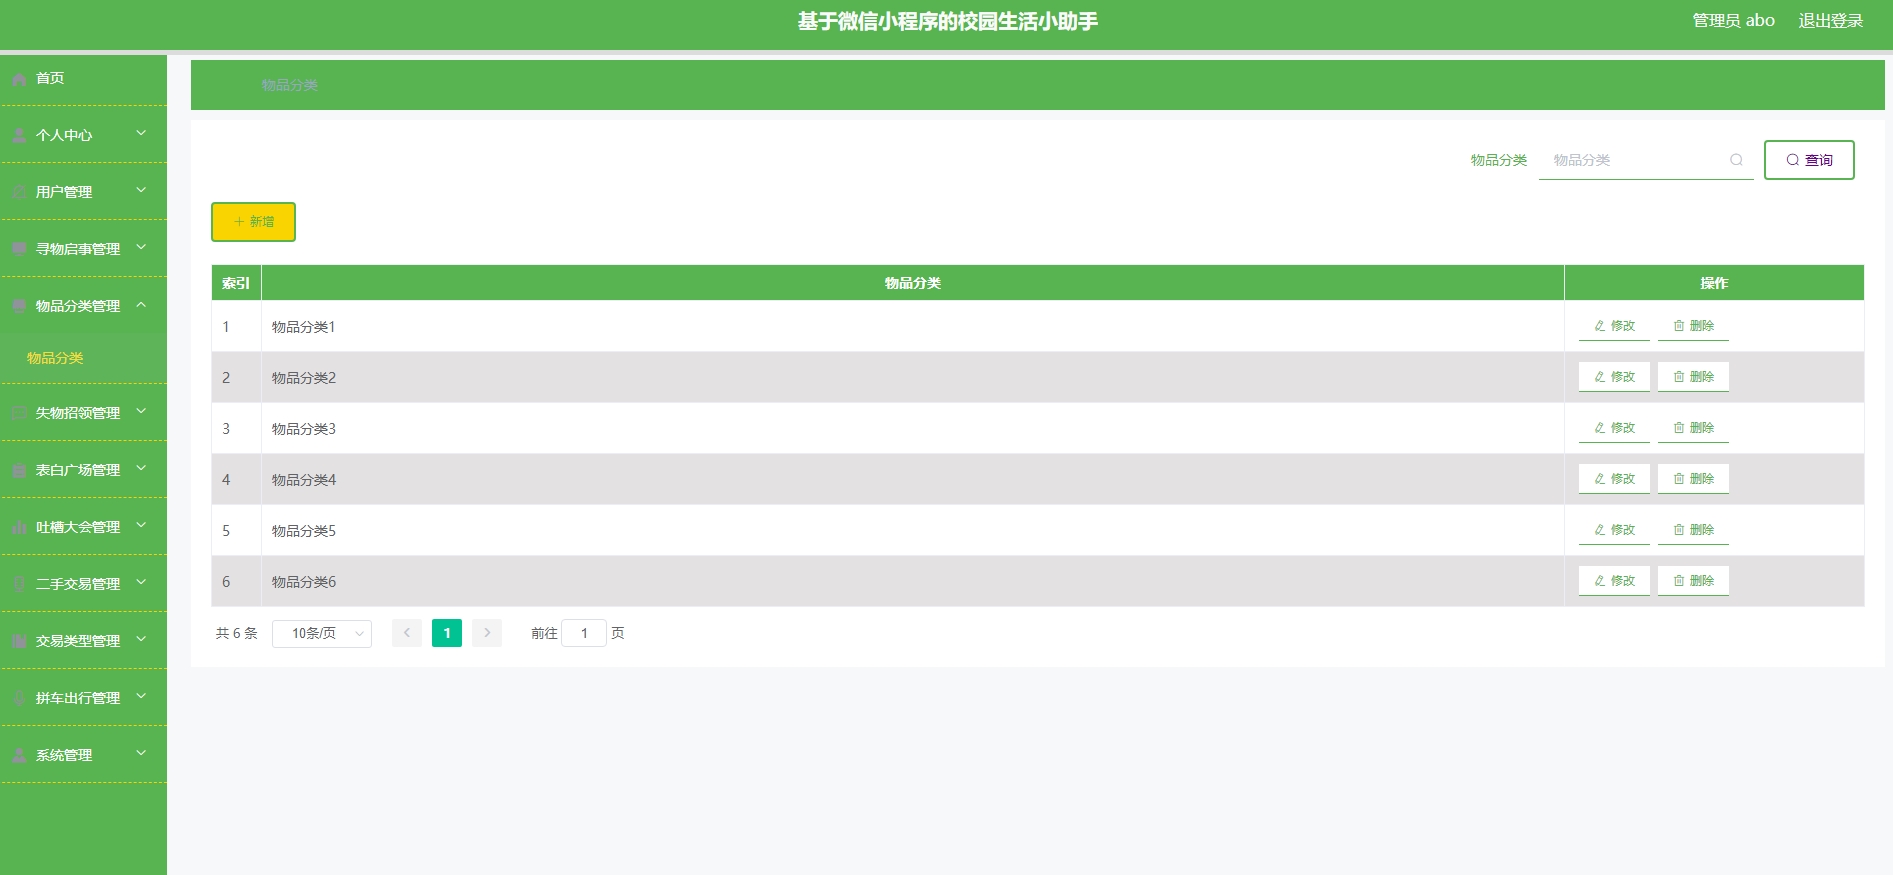 基于微信小程序的校园生活小助手
管理员 abo 退出登录
首页
个人中心
用户管理
寻物启事管理
物品分类管理
物品分类
失物招领管理
表白广场管理
吐槽大会管理
二手交易管理
交易类型管理
拼车出行管理
系统管理
物品分类
物品分类 物品分类 查询
新增
索引 物品分类 操作
1 物品分类1 修改 删除
2 物品分类2 修改 删除
3 物品分类3 修改 删除
4 物品分类4 修改 删除
5 物品分类5 修改 删除
6 物品分类6 修改 删除
共 6 条 10条/页 1 前往 1 页